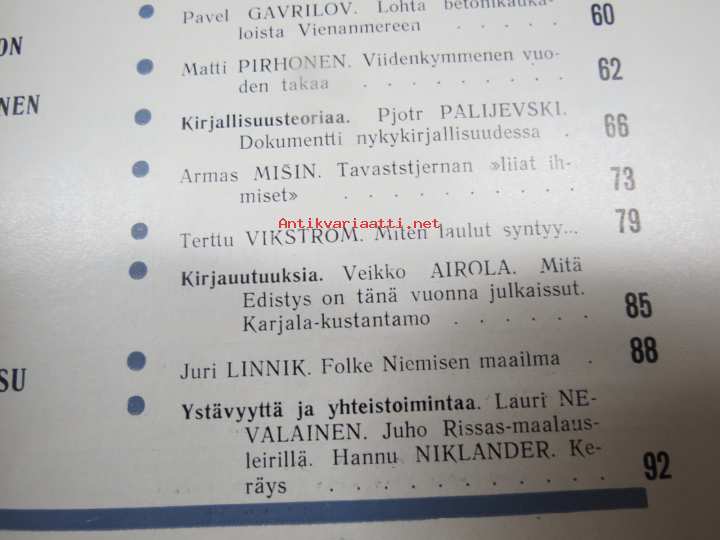 Pavel GAVRILOV. Lohta betonikauka-
loista Vienanmereen . . . . . 60
Matti PIRHONEN. Viidenkymmenen vuo-
den takaa . . . . . . . . 62
Kirjallisuusteoriaa. Pjotr PALIJEVSKI.
Dokumentti nykykirjallisuudessa . 66
Armas MIŠIN. Tavaststjernan »liiat ih-
miset» . . . . . . . . . . 73
Antikvariaatti.net
Terttu VIKSTRÖM. Miten laulut syntyy... 79
Kirjauutuuksia. Veikko AIROLA. Mitä
Edistys on tänä vuonna julkaissut.
Karjala-kustantamo . . . . . . 85
Juri LINNIK. Folke Niemisen maailma . 88
Ystävyyttä ja yhteistoimintaa. Lauri NE-
VALAINEN. Juho Rissas-maalaus-
leirillä. Hannu NIKLANDER. Ke-
räys . . . . . . . . . . . 92
ON
NEN
SU